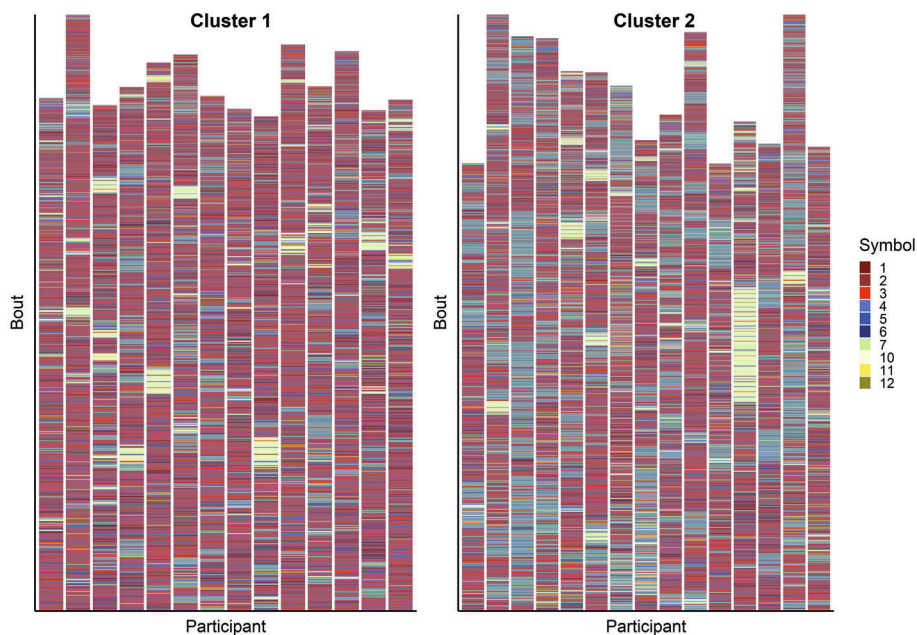 Cluster 1
Cluster 2
Bout
Bout
Symbol
1
2
3
4
5
6
7
10
11
12
Participant
Participant